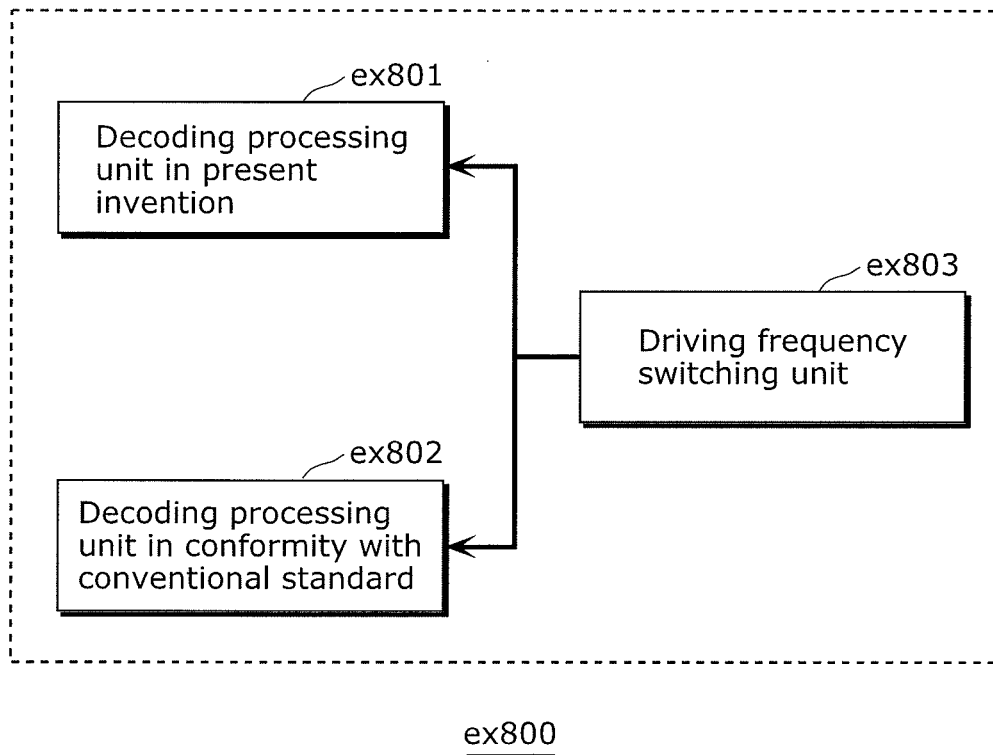 ex801
Decoding processing
unit in present
invention
ex803
Driving frequency
switching unit
ex802
Decoding processing
unit in conformity with
conventional standard
ex800